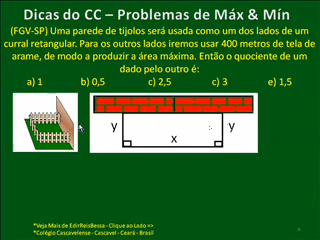 Dicas do CC – Problemas de Máx & Mín
(FGV-SP) Uma parede de tijolos será usada como um dos lados de um
curral retangular. Para os outros lados iremos usar 400 metros de tela de
arame, de modo a produzir a área máxima. Então o quociente de um
dado pelo outro é:
a) 1 b) 0,5 c) 2,5 c) 3 e) 1,5
y y
x
*Veja Mais de EdirReisBessa - Clique ao Lado =>
*Colégio Cascavelense - Cascavel - Ceará - Brasil